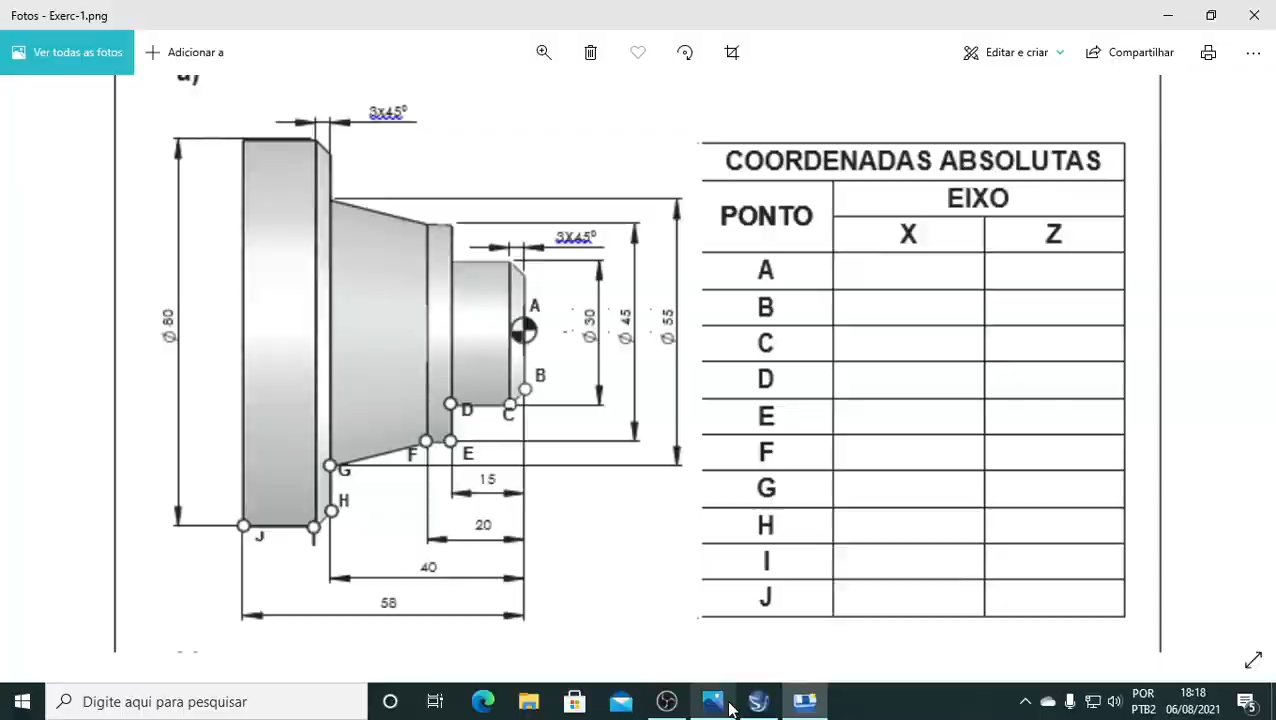 Fotos - Exerc-1.png
Ver todas as fotos
Adicionar a
Editar e criar
Compartilhar
3X45º
3X45º
Ø 80
Ø 30
Ø 45
Ø 55
A
B
C
D
E
F
G
H
I
J
15
20
40
58
COORDENADAS ABSOLUTAS
PONTO
EIXO
X
Z
A
B
C
D
E
F
G
H
I
J
Digite aqui para pesquisar
POR
PTB2
18:18
06/08/2021
5